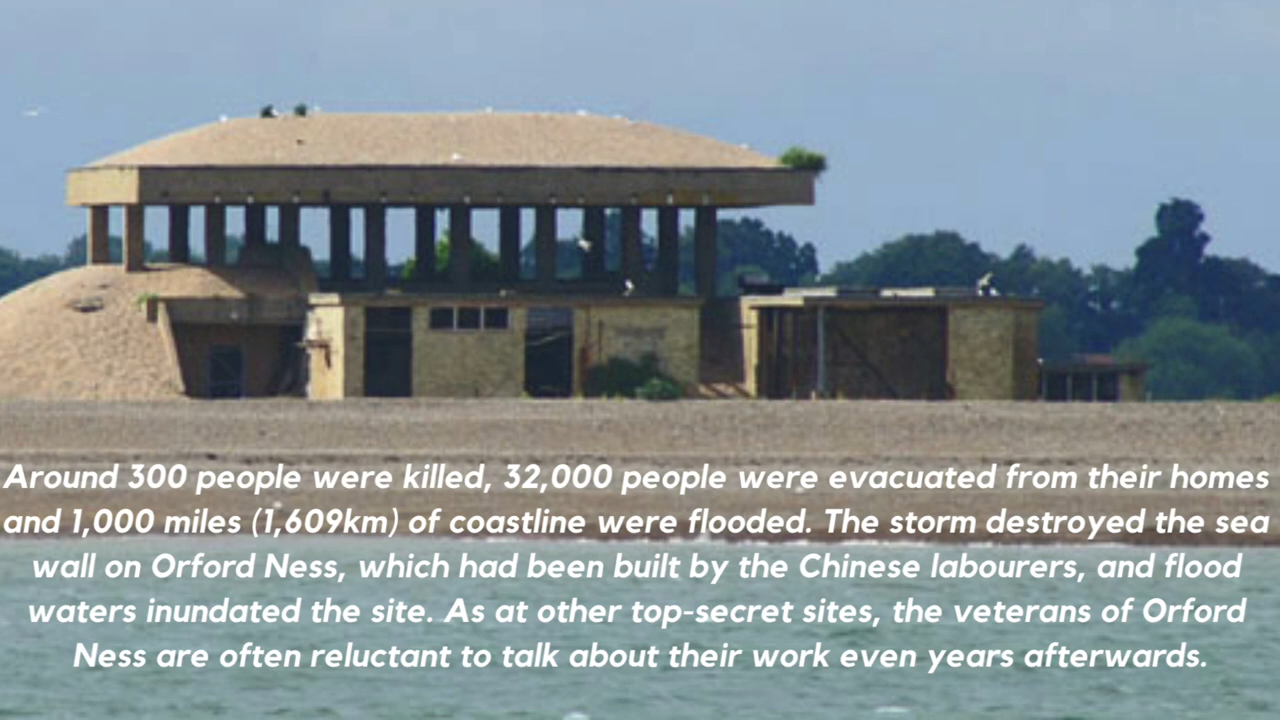 Around 300 people were killed, 32,000 people were evacuated from their homes
and 1,000 miles (1,609km) of coastline were flooded. The storm destroyed the sea
wall on Orford Ness, which had been built by the Chinese labourers, and flood
waters inundated the site. As at other top-secret sites, the veterans of Orford
Ness are often reluctant to talk about their work even years afterwards.